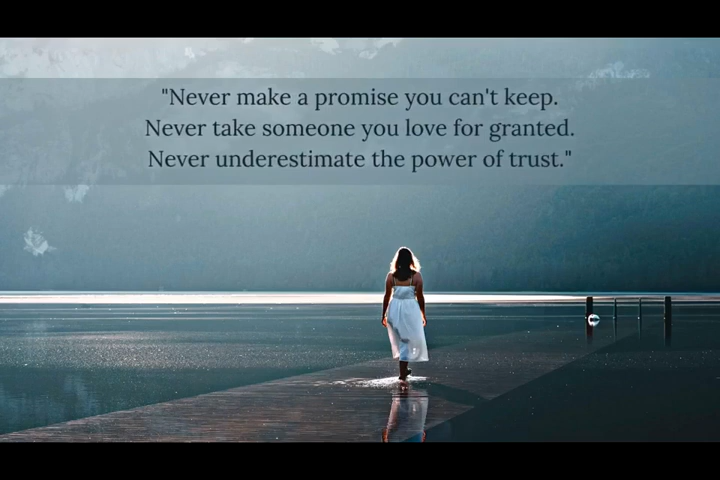 "Never make a promise you can't keep.
Never take someone you love for granted.
Never underestimate the power of trust."